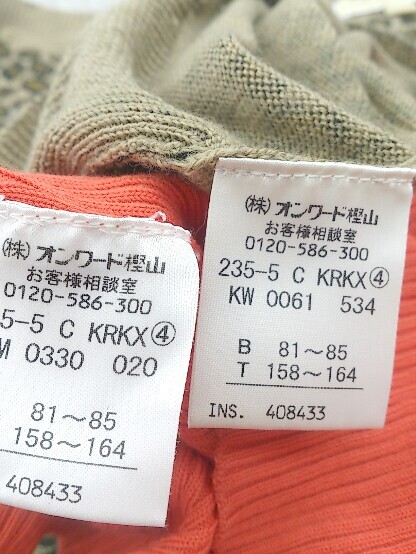 (株) オンワード樫山
お客様相談室
0120-586-300
5-5 C KRKX④
M 0330 020
81～85
158～164
408433
(株) オンワード樫山
お客様相談室
0120-586-300
235-5 C KRKX④
KW 0061 534
B 81～85
T 158～164
INS. 408433